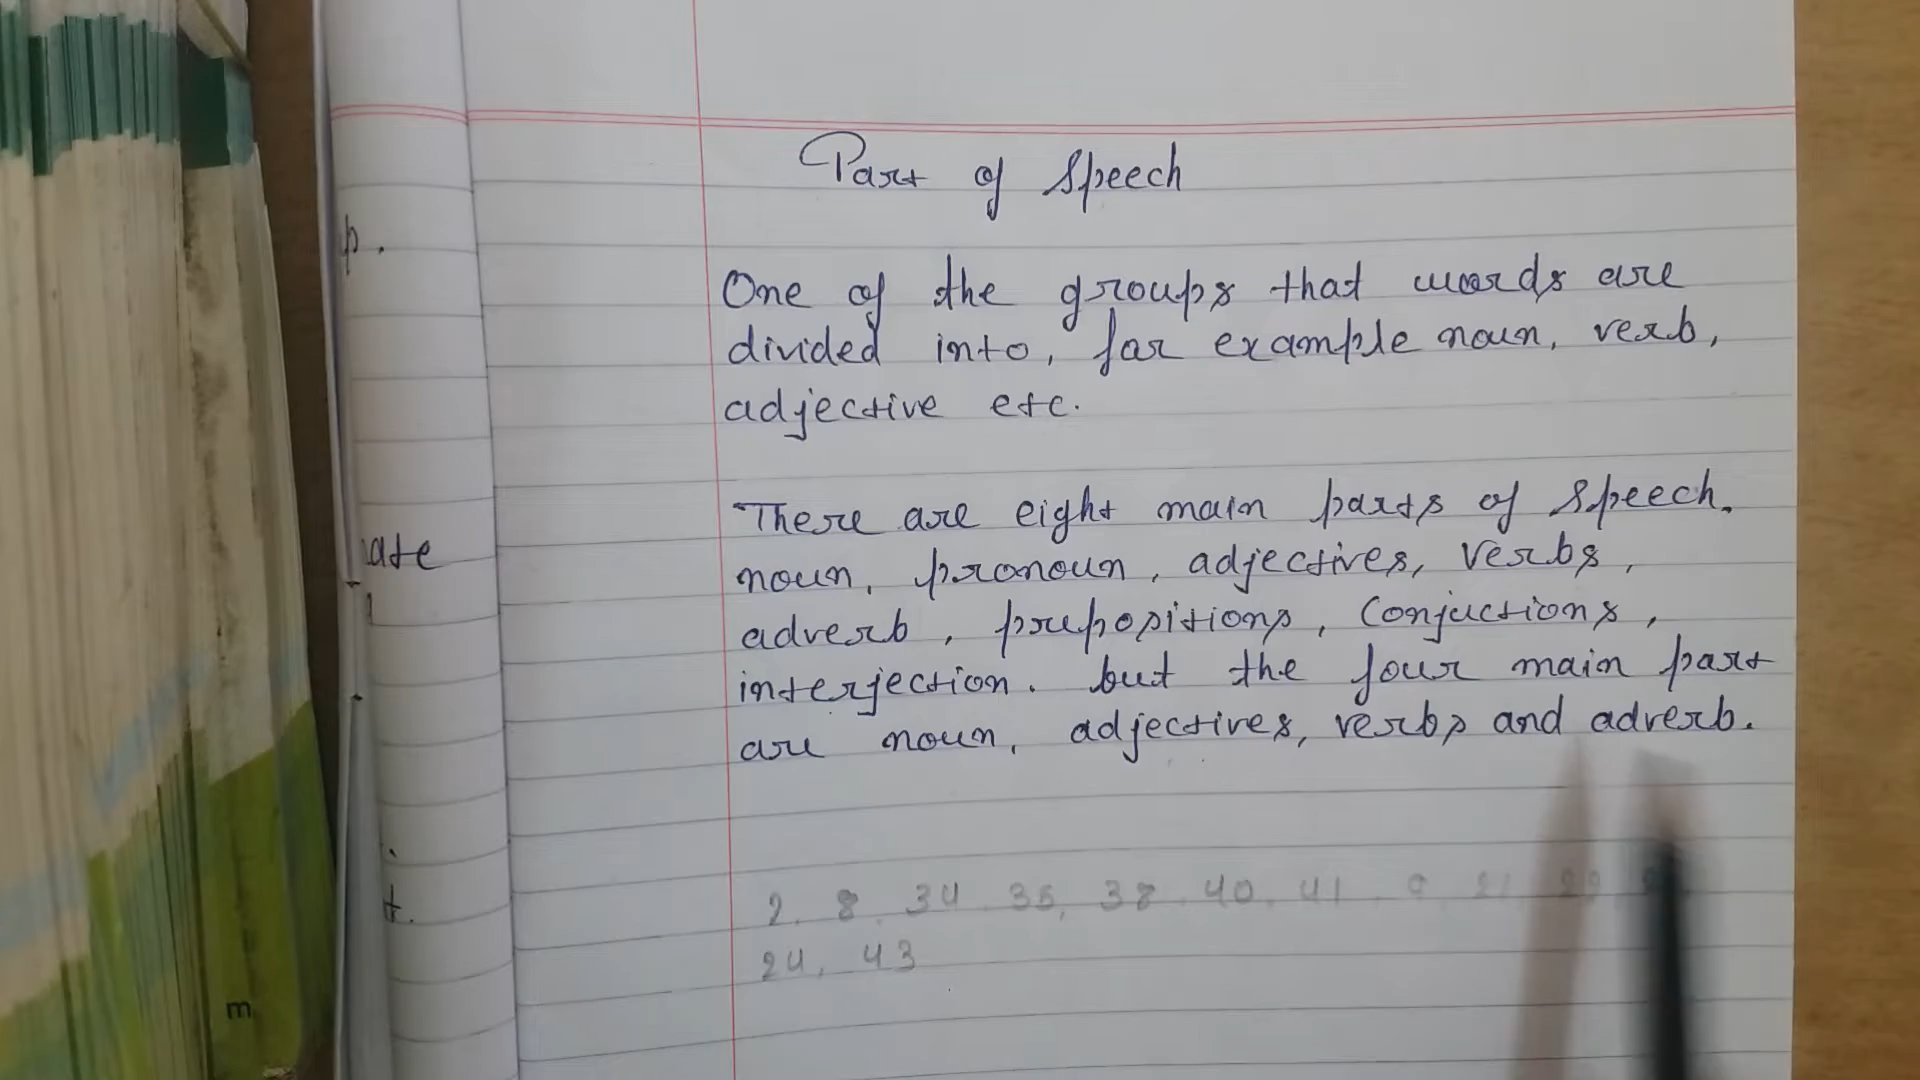 Part of Speech
One of the groups that words are
divided into, for example noun, verb,
adjective etc.
There are eight main parts of speech.
noun, pronoun, adjectives, verbs,
adverb, prepositions, Conjuctions,
interjection. but the four main part
are noun, adjectives, verbs and adverb.
2. 8. 34. 35, 38. 40. 41.
24, 43
p.
ate
t.
m